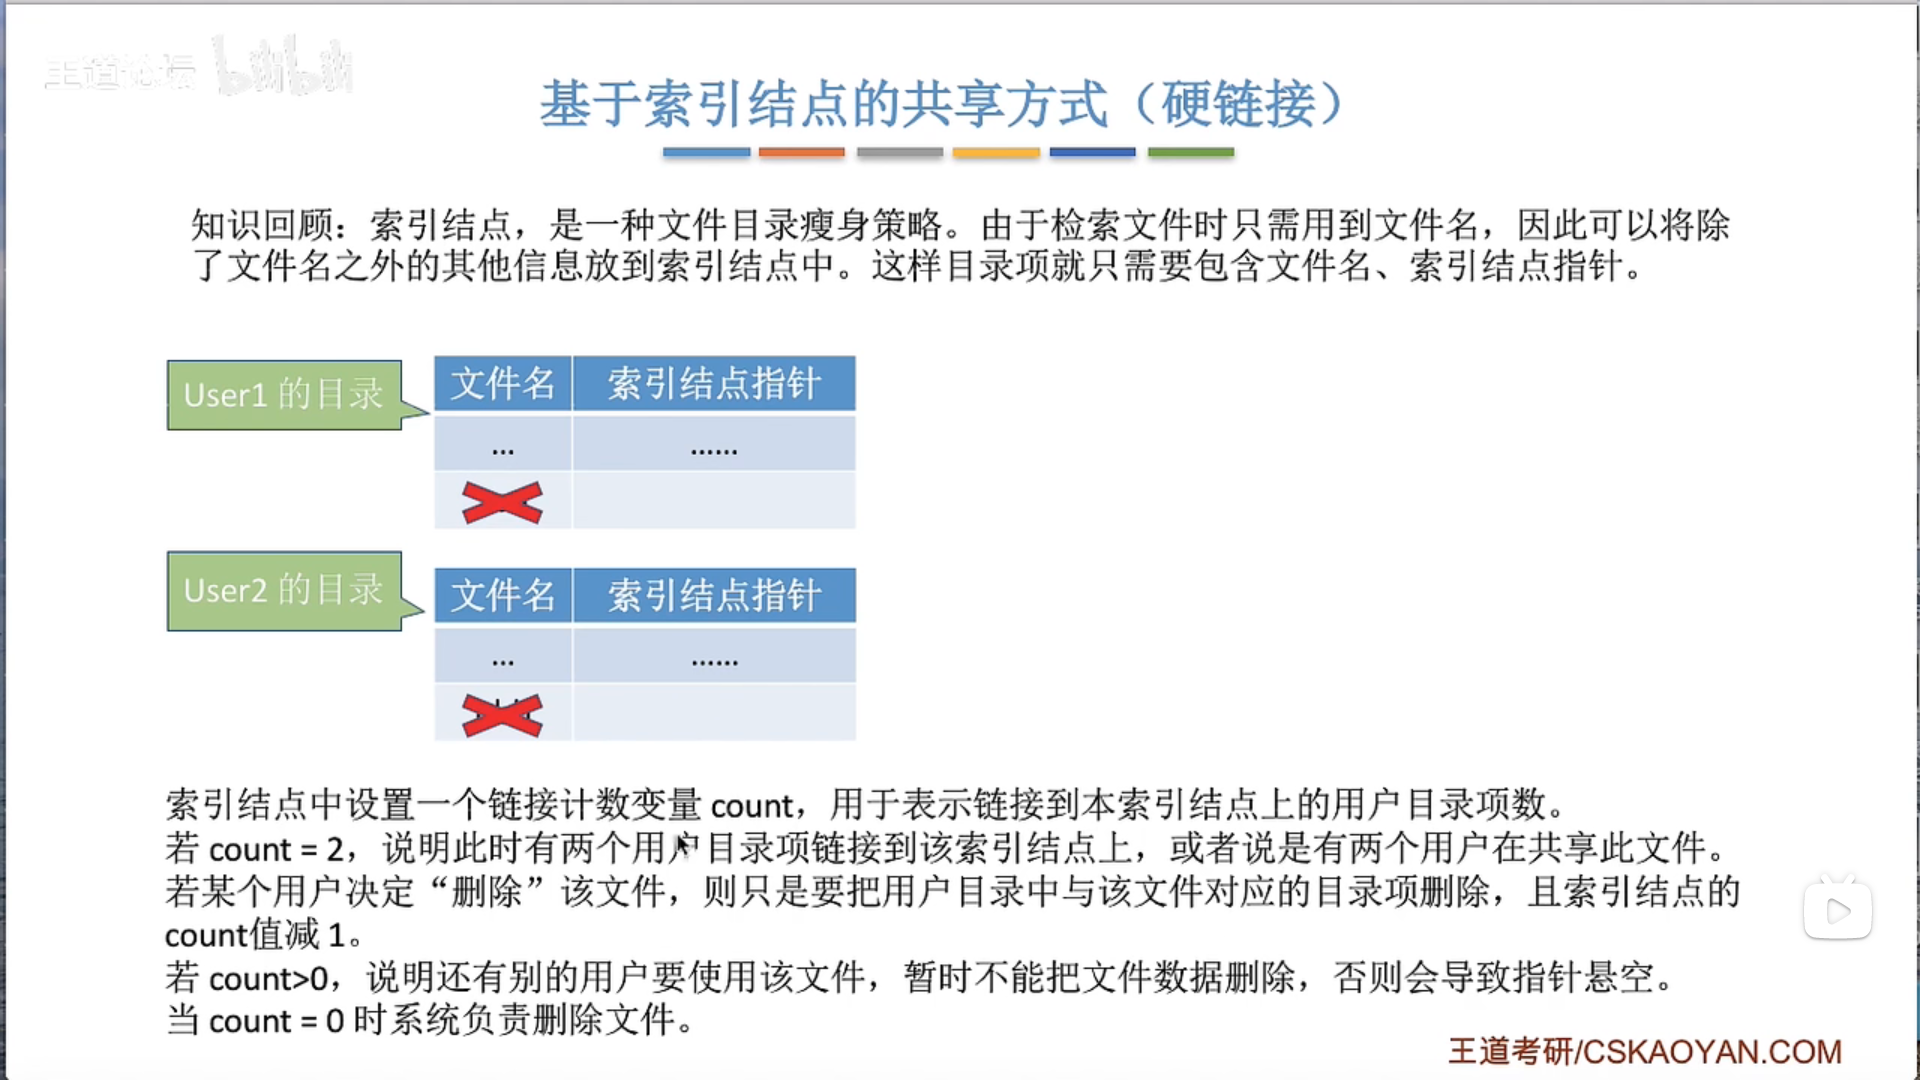 王道论坛 bilibili
基于索引结点的共享方式（硬链接）
知识回顾：索引结点，是一种文件目录瘦身策略。由于检索文件时只需用到文件名，因此可以将除
了文件名之外的其他信息放到索引结点中。这样目录项就只需要包含文件名、索引结点指针。
User1 的目录
文件名 索引结点指针
... ......
User2 的目录
文件名 索引结点指针
... ......
索引结点中设置一个链接计数变量 count，用于表示链接到本索引结点上的用户目录项数。
若 count = 2，说明此时有两个用户目录项链接到该索引结点上，或者说是有两个用户在共享此文件。
若某个用户决定“删除”该文件，则只是要把用户目录中与该文件对应的目录项删除，且索引结点的
count值减 1。
若 count>0，说明还有别的用户要使用该文件，暂时不能把文件数据删除，否则会导致指针悬空。
当 count = 0 时系统负责删除文件。
王道考研/CSKAOYAN.COM